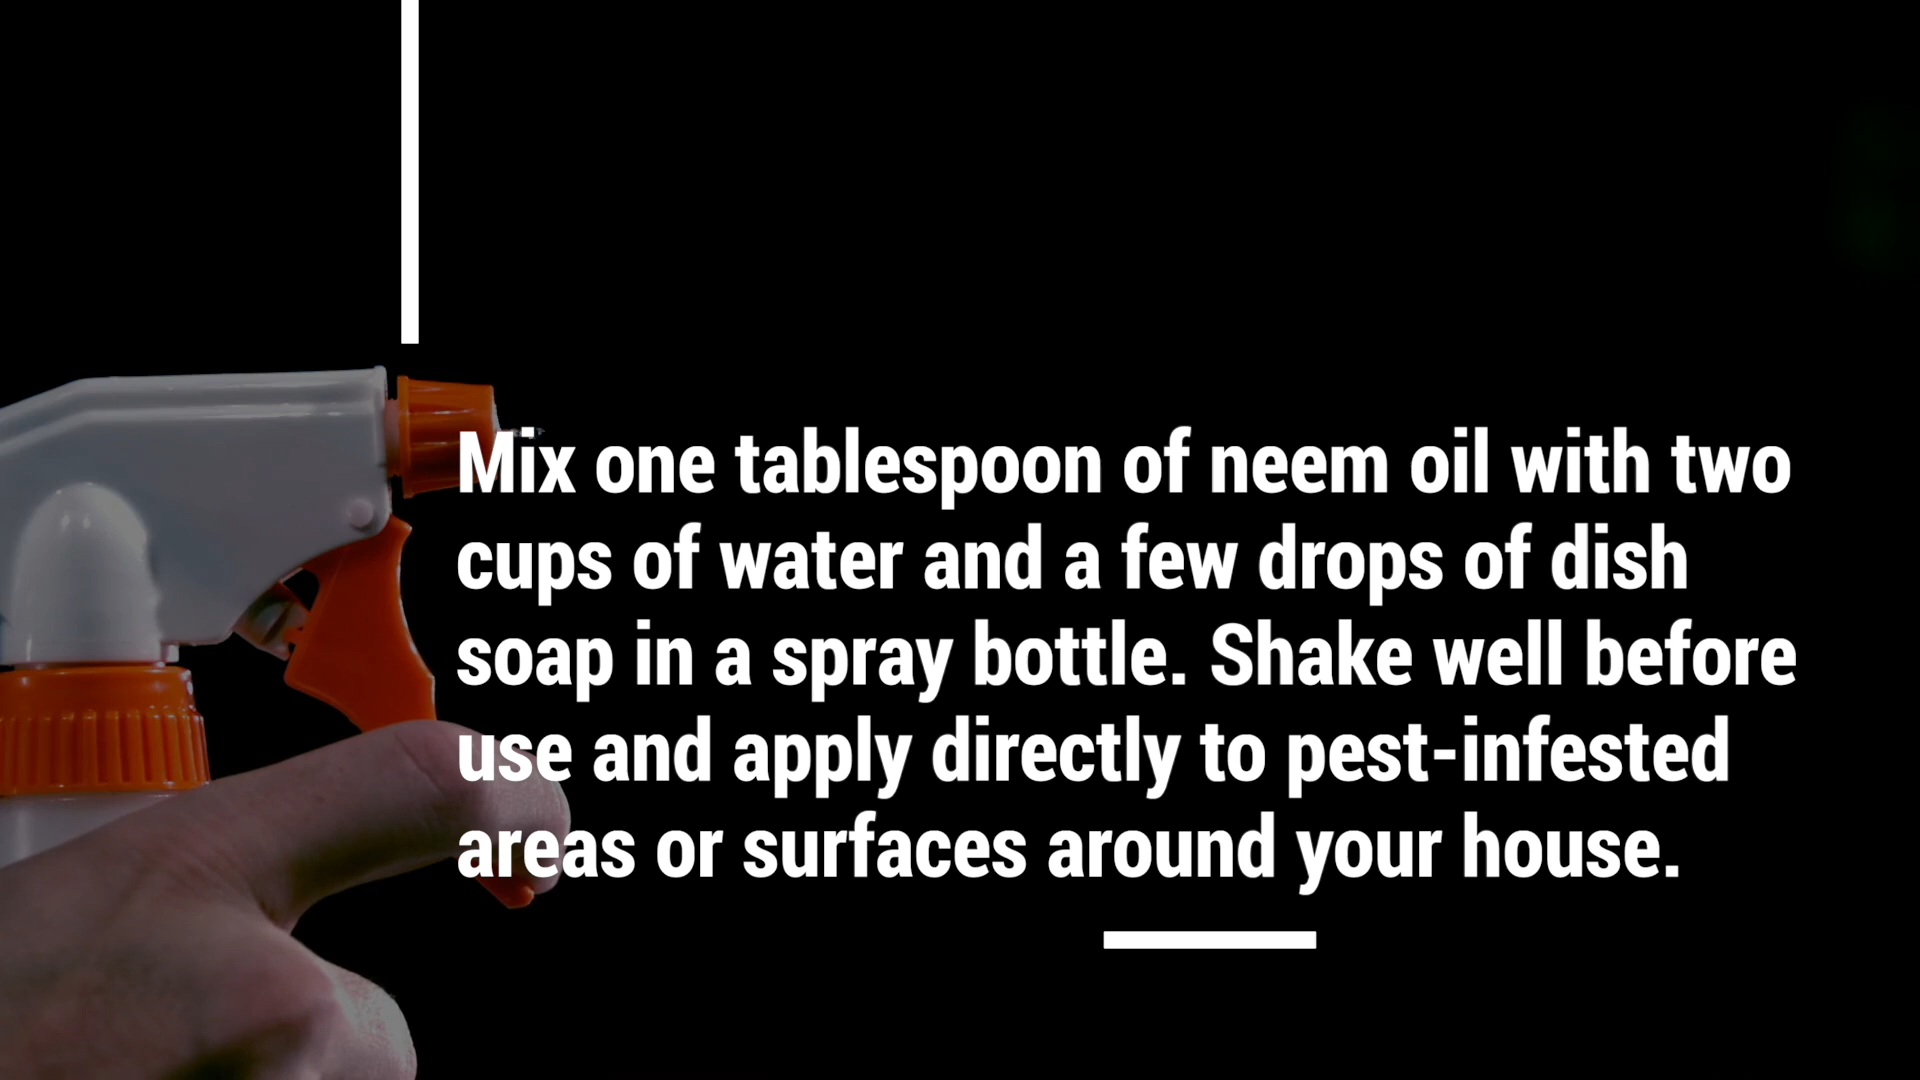 Mix one tablespoon of neem oil with two
cups of water and a few drops of dish
soap in a spray bottle. Shake well before
use and apply directly to pest-infested
areas or surfaces around your house.